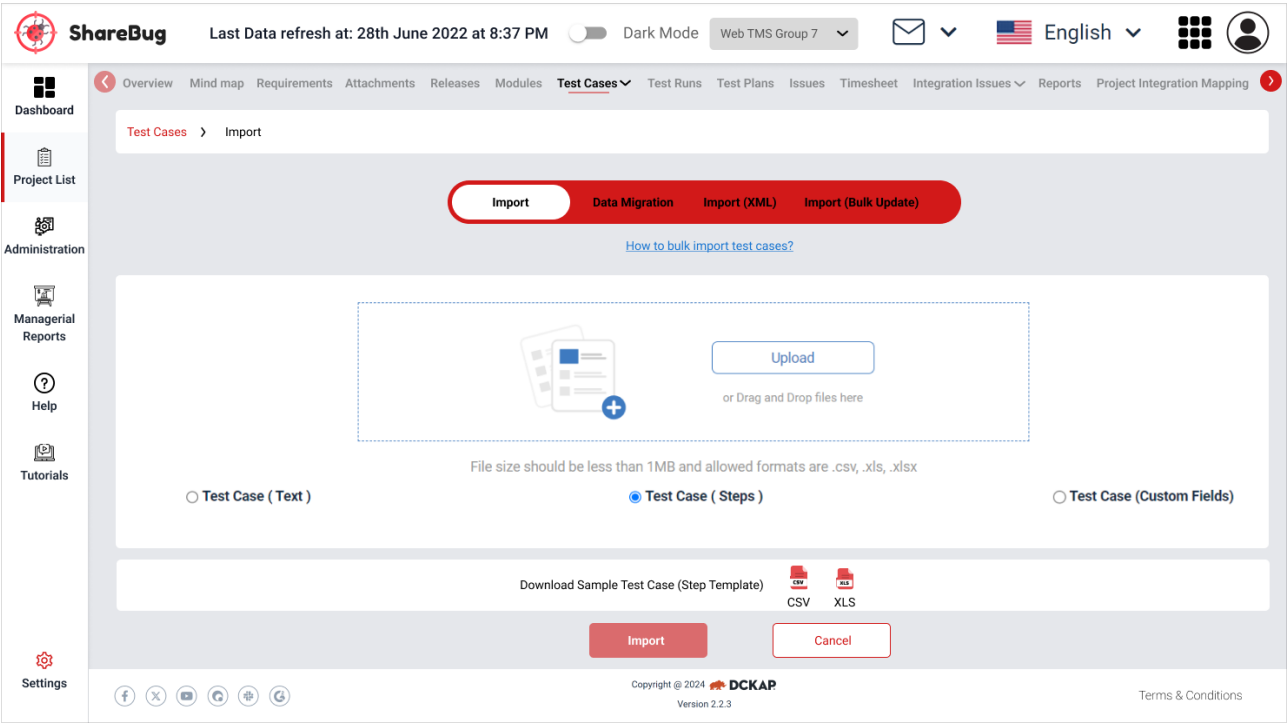 ShareBug
Last Data refresh at: 28th June 2022 at 8:37 PM
Dark Mode
Web TMS Group 7
English
Dashboard
Project List
Administration
Managerial
Reports
Help
Tutorials
Settings
Overview Mind map Requirements Attachments Releases Modules Test Cases Test Runs Test Plans Issues Timesheet Integration Issues Reports Project Integration Mapping
Test Cases Import
Import Data Migration Import (XML) Import (Bulk Update)
How to bulk import test cases?
Upload
or Drag and Drop files here
File size should be less than 1MB and allowed formats are .csv, .xls, .xlsx
Test Case ( Text ) Test Case ( Steps ) Test Case (Custom Fields)
Download Sample Test Case (Step Template)
CSV XLS
CSV XLS
Import Cancel
Copyright @ 2024 DCKAP
Version 2.2.3
Terms & Conditions